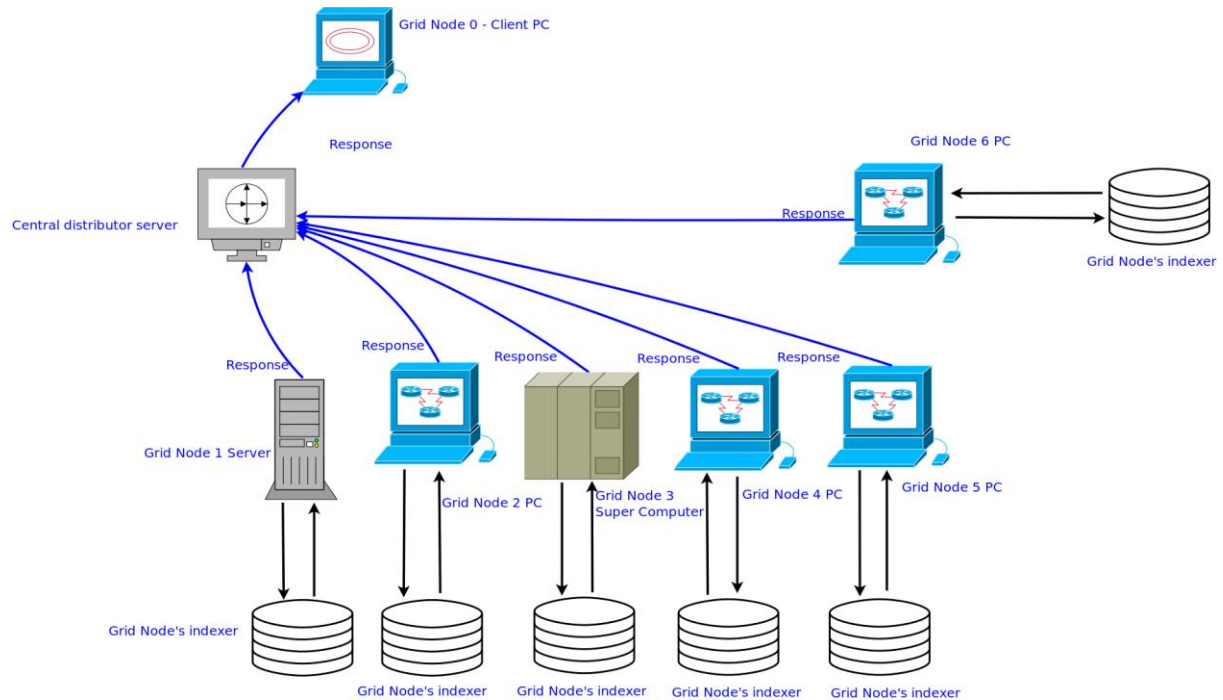 Grid Node 0 - Client PC
Response
Grid Node 6 PC
Response
Central distributor server
Grid Node's indexer
Response
Response
Response
Response
Response
Grid Node 1 Server
Grid Node 2 PC
Grid Node 3
Super Computer
Grid Node 4 PC
Grid Node 5 PC
Grid Node's indexer
Grid Node's indexer
Grid Node's indexer
Grid Node's indexer
Grid Node's indexer